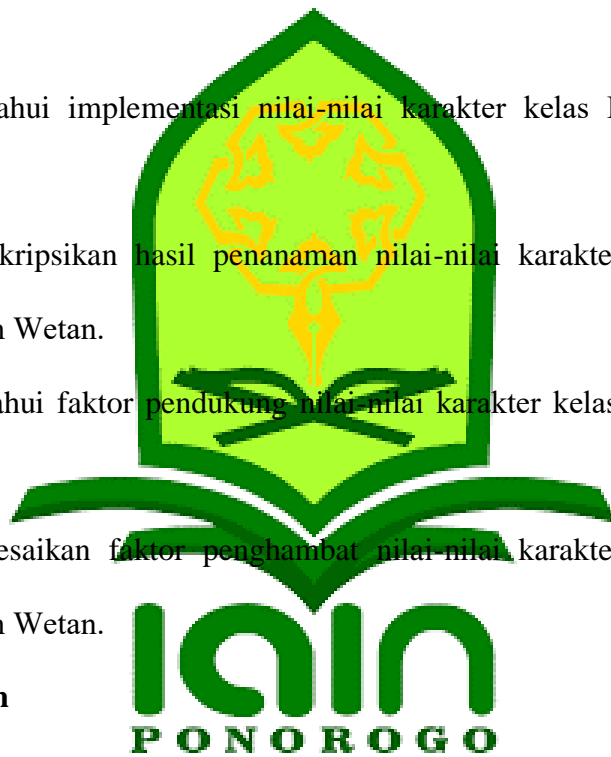 ahui implementasi nilai-nilai karakter kelas
kripsikan hasil penanaman nilai-nilai karakte
n Wetan.
ahui faktor pendukung nilai-nilai karakter kelas
esaikan faktor penghambat nilai-nilai karakte
n Wetan.
n
iain
PONOROGO